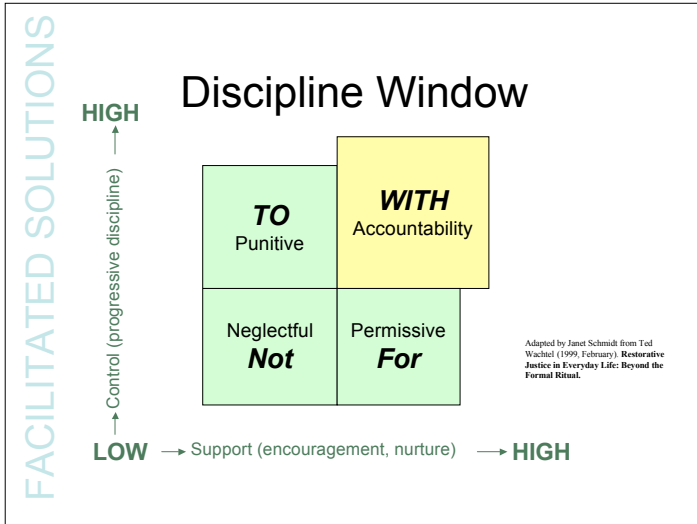 FACILITATED SOLUTIONS
Discipline Window
HIGH
Control (progressive discipline)
TO
Punitive
WITH
Accountability
Neglectful
Not
Permissive
For
Adapted by Janet Schmidt from Ted
Wachtel (1999, February). Restorative
Justice in Everyday Life: Beyond the
Formal Ritual.
LOW
Support (encouragement, nurture)
HIGH